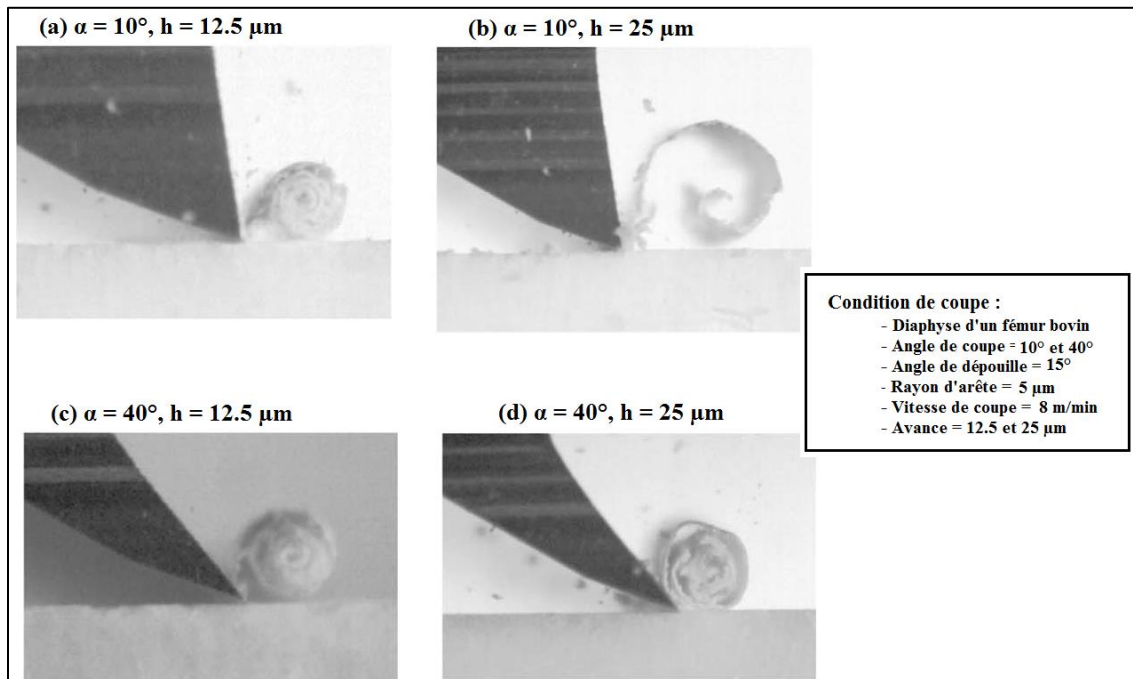 (a) α = 10°, h = 12.5 µm
(b) α = 10°, h = 25 µm
(c) α = 40°, h = 12.5 µm
(d) α = 40°, h = 25 µm
Condition de coupe :
- Diaphyse d'un fémur bovin
- Angle de coupe = 10° et 40°
- Angle de dépouille = 15°
- Rayon d'arête = 5 µm
- Vitesse de coupe = 8 m/min
- Avance = 12.5 et 25 µm